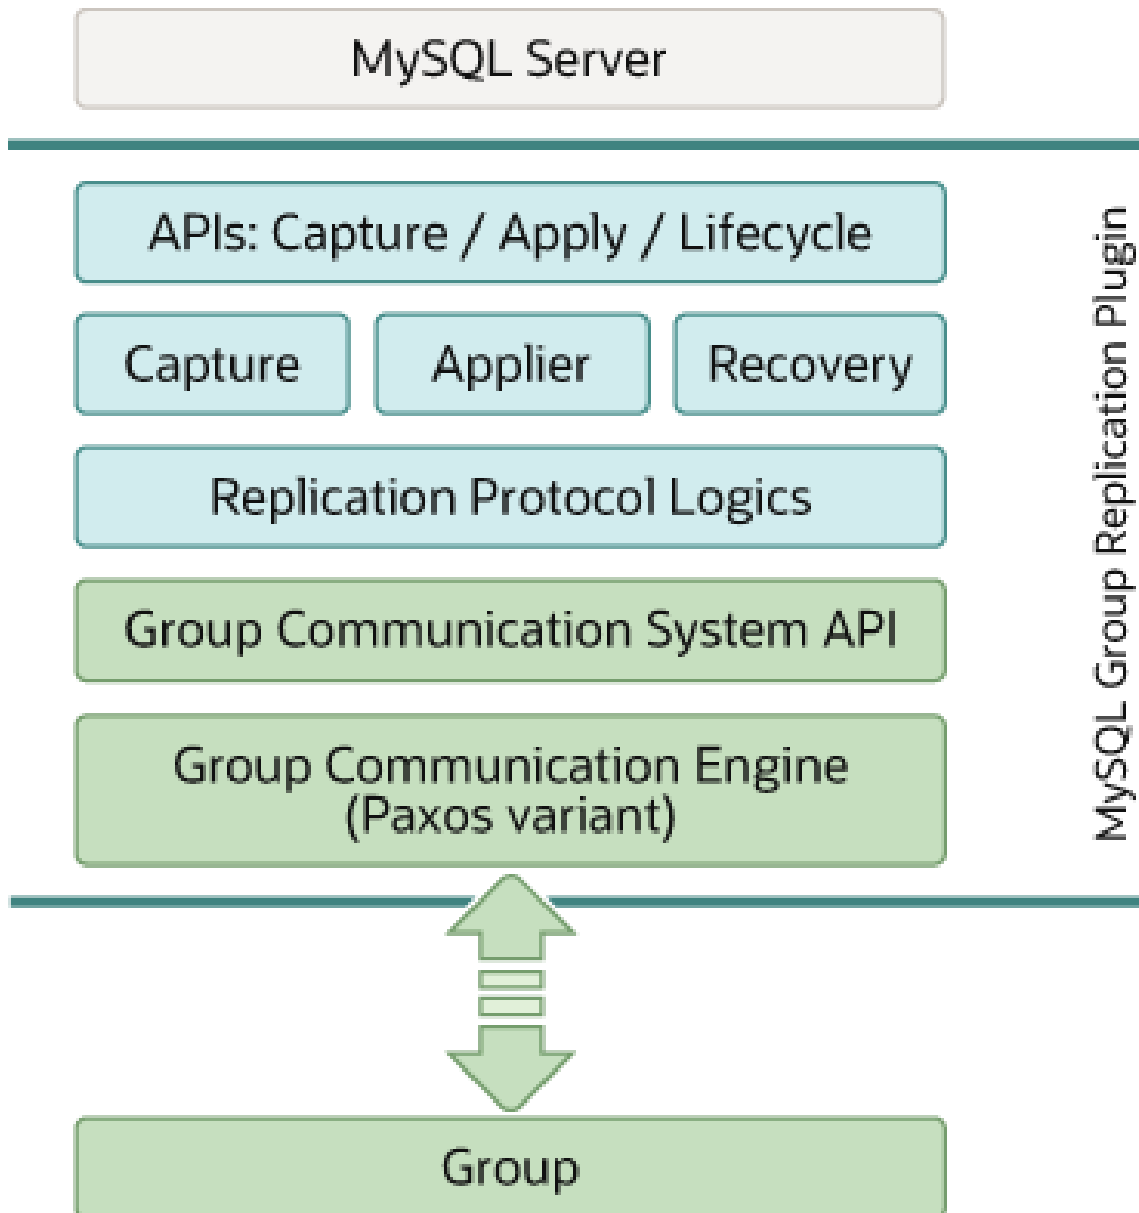 MySQL Server
APIs: Capture / Apply / Lifecycle
Capture
Applier
Recovery
Replication Protocol Logics
Group Communication System API
Group Communication Engine
(Paxos variant)
MySQL Group Replication Plugin
Group